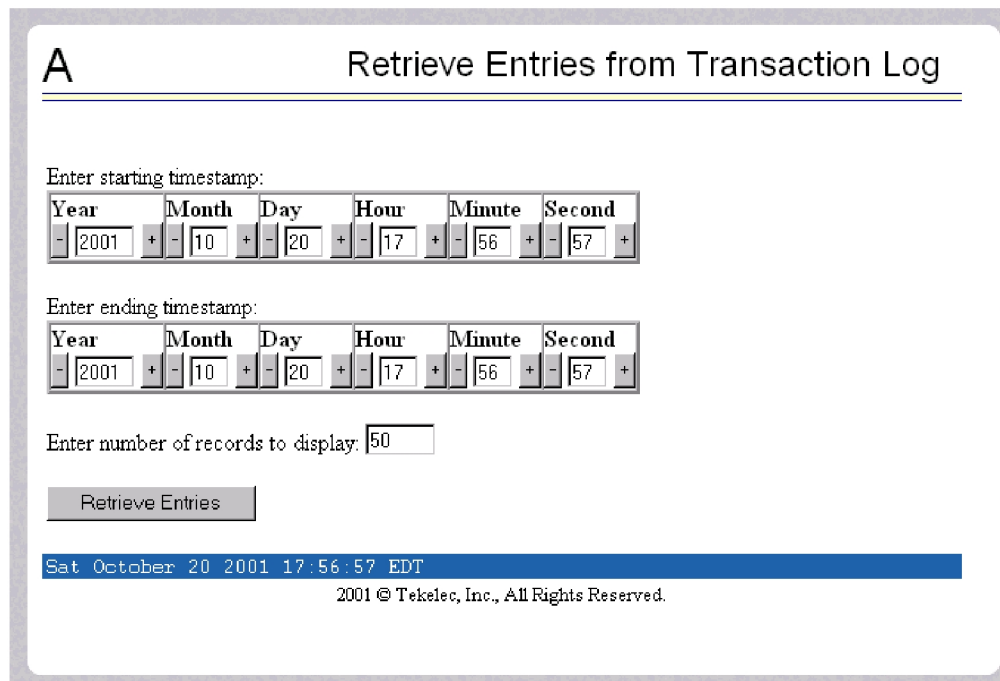 A Retrieve Entries from Transaction Log
Enter starting timestamp:
Year Month Day Hour Minute Second
- 2001 + - 10 + - 20 + - 17 + - 56 + - 57 +
Enter ending timestamp:
Year Month Day Hour Minute Second
- 2001 + - 10 + - 20 + - 17 + - 56 + - 57 +
Enter number of records to display: 50
Retrieve Entries
Sat October 20 2001 17:56:57 EDT
2001 © Tekelec, Inc., All Rights Reserved.